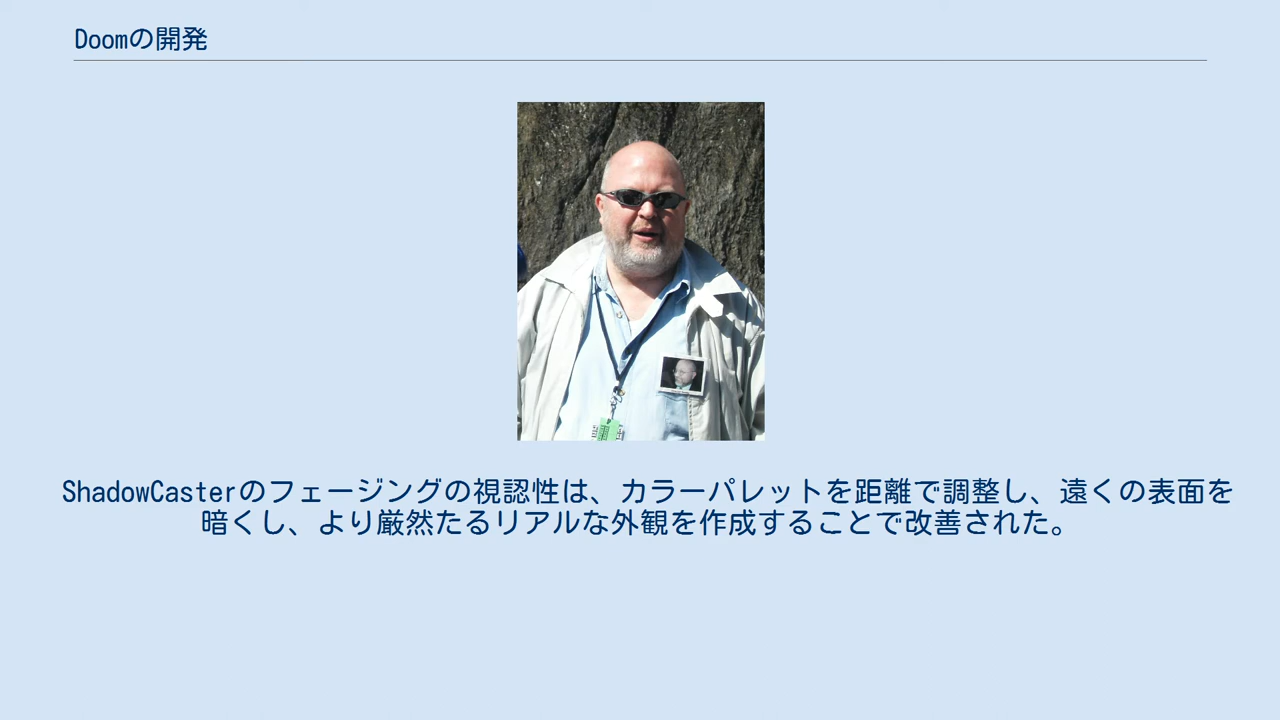 Doomの開発
ShadowCasterのフェージングの視認性は、カラーパレットを距離で調整し、遠くの表面を
暗くし、より厳然たるリアルな外観を作成することで改善された。